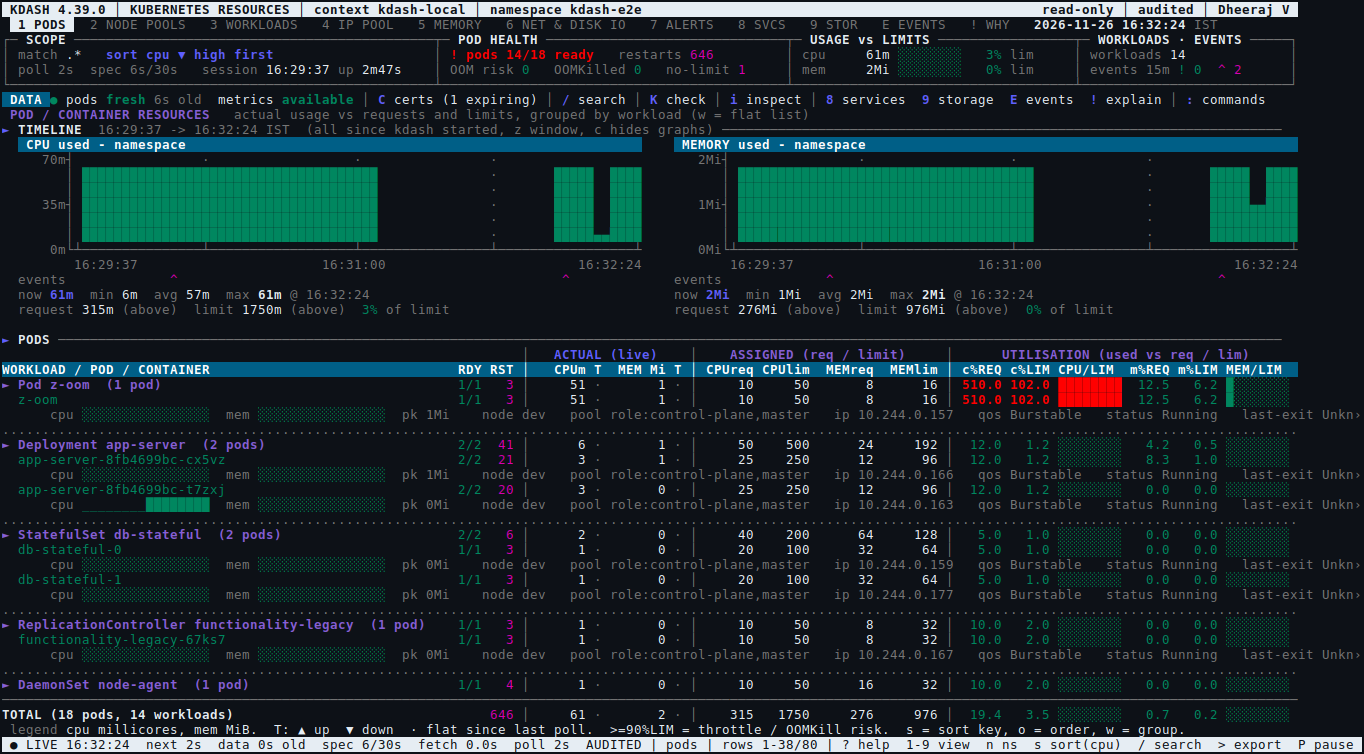 KDASH 4.39.0 │ KUBERNETES RESOURCES │ context kdash-local │ namespace kdash-e2e read-only │ audited │ Dheeraj V
1 PODS 2 NODE POOLS 3 WORKLOADS 4 IP POOL 5 MEMORY 6 NET & DISK IO 7 ALERTS 8 SVCS 9 STOR E EVENTS ! WHY 2026-11-26 16:32:24 IST
SCOPE POD HEALTH USAGE vs LIMITS WORKLOADS · EVENTS
match .* sort cpu ▼ high first ! pods 14/18 ready restarts 646 cpu 61m 3% lim workloads 14
poll 2s spec 6s/30s session 16:29:37 up 2m47s OOM risk 0 OOMKilled 0 no-limit 1 mem 2Mi 0% lim events 15m ! 0 ^ 2
DATA ● pods fresh 6s old metrics available │ C certs (1 expiring) │ / search │ K check │ i inspect │ 8 services 9 storage E events ! explain │ : commands
POD / CONTAINER RESOURCES actual usage vs requests and limits, grouped by controller (w = flat list)
► TIMELINE 16:29:37 -> 16:32:24 IST (all since kdash started, z window, c hides graphs)
CPU used - namespace MEMORY used - namespace
70m 2Mi
35m 1Mi
0m 0Mi
16:29:37 16:31:00 16:32:24 16:29:37 16:31:00 16:32:24
events ^ ^ events ^ ^
now 61m min 6m avg 57m max 61m @ 16:32:24 now 2Mi min 1Mi avg 2Mi max 2Mi @ 16:32:24
request 315m (above) limit 1750m (above) 3% of limit request 276Mi (above) limit 976Mi (above) 0% of limit
► PODS
│ ACTUAL (live) │ ASSIGNED (req / limit) │ UTILISATION (used vs req / lim)
WORKLOAD / POD / CONTAINER RDY RST │ CPUm T MEM Mi T │ CPUreq CPUlim MEMreq MEMlim │ c%REQ c%LIM CPU/LIM m%REQ m%LIM MEM/LIM
► Pod z-oom (1 pod) 1/1 3 │ 51 · 1 · │ 10 50 8 16 │ 510.0 102.0 12.5 6.2
z-oom 1/1 3 │ 51 · 1 · │ 10 50 8 16 │ 510.0 102.0 12.5 6.2
cpu mem pk 1Mi node dev pool role:control-plane,master ip 10.244.0.157 qos Burstable status Running last-exit Unkn›
► Deployment app-server (2 pods) 2/2 41 │ 6 · 1 · │ 50 500 24 192 │ 12.0 1.2 4.2 0.5
app-server-8fb4699bc-cx5vz 2/2 21 │ 3 · 1 · │ 25 250 12 96 │ 12.0 1.2 8.3 1.0
cpu mem pk 1Mi node dev pool role:control-plane,master ip 10.244.0.166 qos Burstable status Running last-exit Unkn›
app-server-8fb4699bc-t7zxj 2/2 20 │ 3 · 0 · │ 25 250 12 96 │ 12.0 1.2 0.0 0.0
cpu mem pk 0Mi node dev pool role:control-plane,master ip 10.244.0.163 qos Burstable status Running last-exit Unkn›
► StatefulSet db-stateful (2 pods) 2/2 6 │ 2 · 0 · │ 40 200 64 128 │ 5.0 1.0 0.0 0.0
db-stateful-0 1/1 3 │ 1 · 0 · │ 20 100 32 64 │ 5.0 1.0 0.0 0.0
cpu mem pk 0Mi node dev pool role:control-plane,master ip 10.244.0.159 qos Burstable status Running last-exit Unkn›
db-stateful-1 1/1 3 │ 1 · 0 · │ 20 100 32 64 │ 5.0 1.0 0.0 0.0
cpu mem pk 0Mi node dev pool role:control-plane,master ip 10.244.0.177 qos Burstable status Running last-exit Unkn›
► ReplicationController functionality-legacy (1 pod) 1/1 3 │ 1 · 0 · │ 10 50 8 32 │ 10.0 2.0 0.0 0.0
functionality-legacy-67ks7 1/1 3 │ 1 · 0 · │ 10 50 8 32 │ 10.0 2.0 0.0 0.0
cpu mem pk 0Mi node dev pool role:control-plane,master ip 10.244.0.167 qos Burstable status Running last-exit Unkn›
► DaemonSet node-agent (1 pod) 1/1 4 │ 1 · 0 · │ 10 50 16 32 │ 10.0 2.0 0.0 0.0
TOTAL (18 pods, 14 workloads) 646 │ 61 · 2 · │ 315 1750 276 976 │ 19.4 3.5 0.7 0.2
legend cpu millicores, mem MiB. T: ▲ up ▼ down · flat since last poll. >=90%LIM = throttle / OOMKill risk. s = sort key, o = order, w = group.
● LIVE 16:32:24 next 2s data 0s old spec 6/30s fetch 0.0s poll 2s AUDITED | pods | rows 1-38/80 | ? help 1-9 view n ns s sort(cpu) / search > export P pause